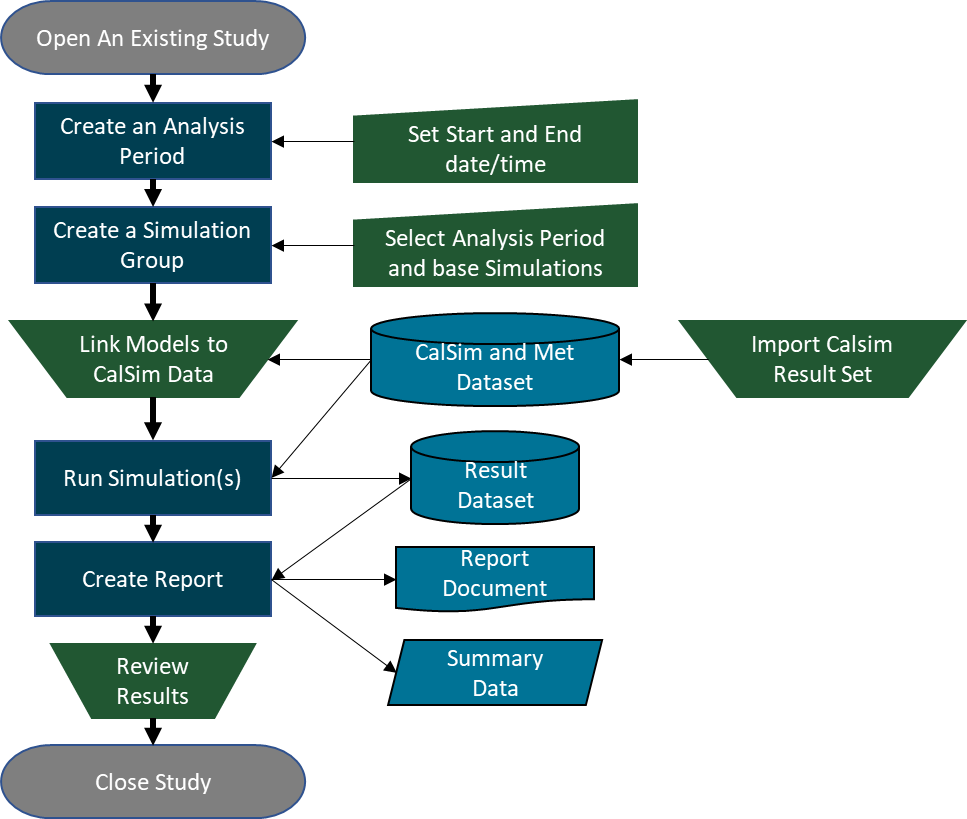 Open An Existing Study
Create an Analysis
Period
Set Start and End
date/time
Create a Simulation
Group
Select Analysis Period
and base Simulations
Link Models to
CalSim Data
CalSim and Met
Dataset
Import Calsim
Result Set
Run Simulation(s)
Result
Dataset
Create Report
Report
Document
Summary
Data
Review
Results
Close Study